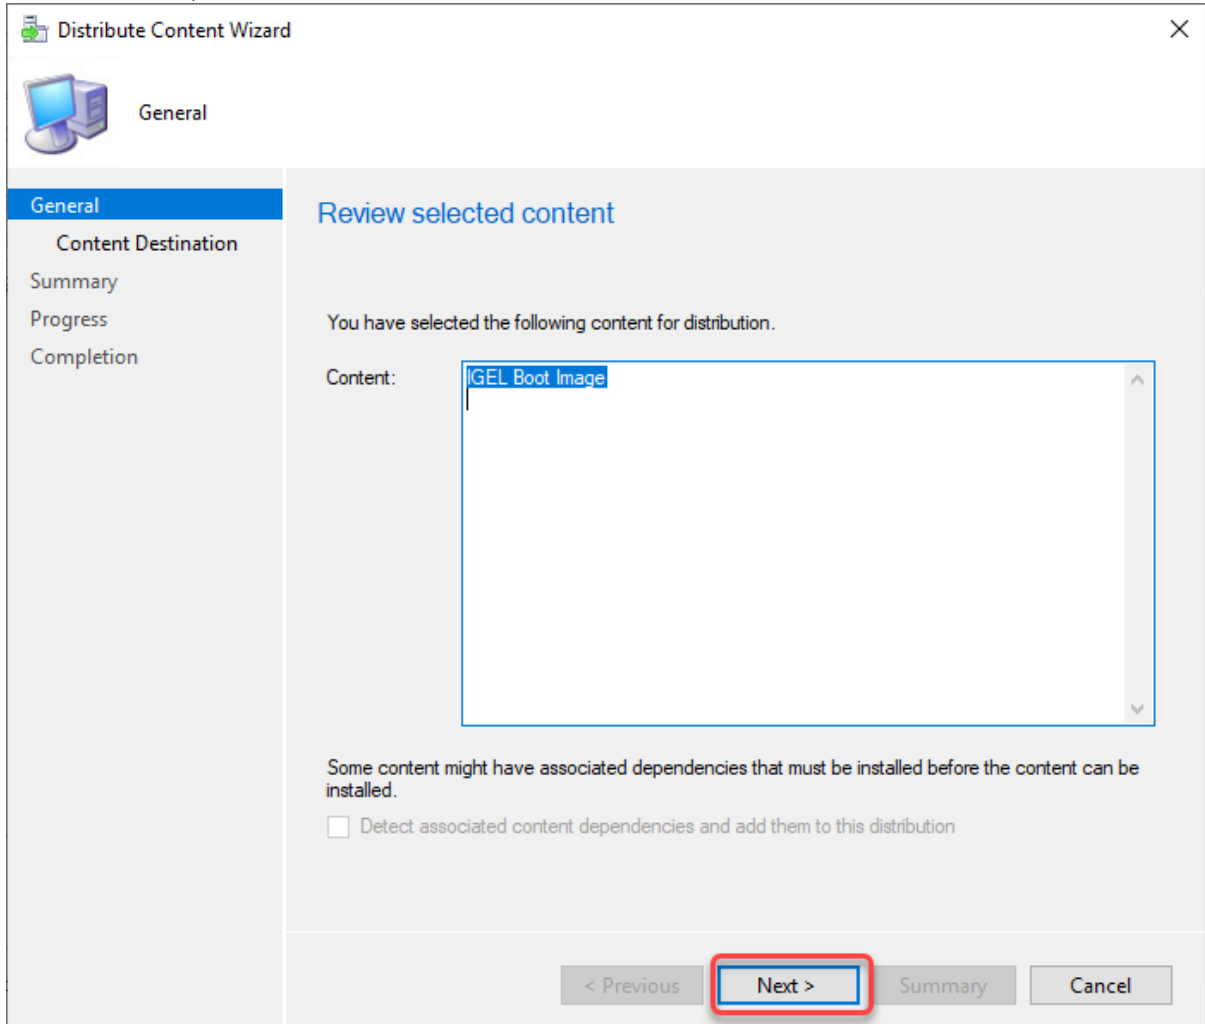 Distribute Content Wizard
General
General
Content Destination
Summary
Progress
Completion
Review selected content
You have selected the following content for distribution.
Content:
IGEL Boot Image
Some content might have associated dependencies that must be installed before the content can be
installed.
Detect associated content dependencies and add them to this distribution
< Previous
Next >
Summary
Cancel